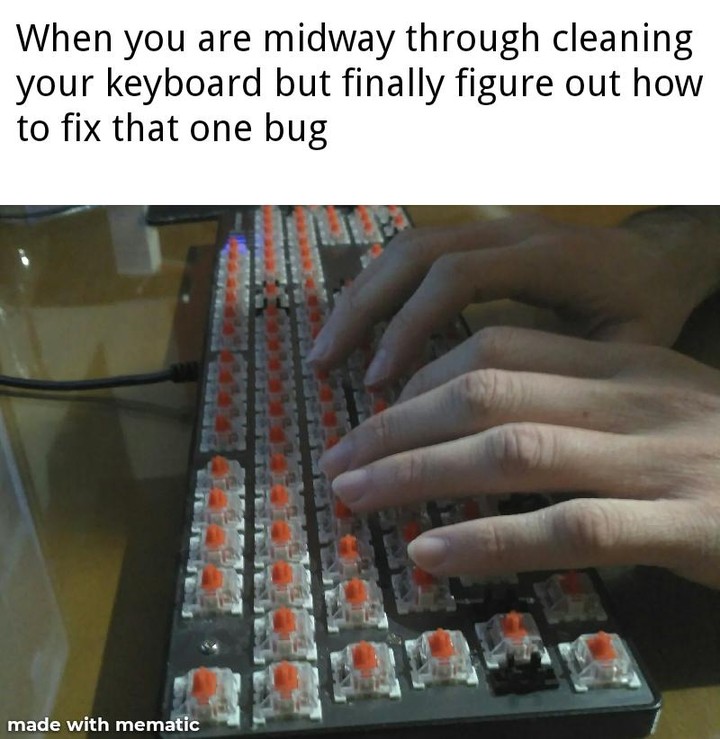 When you are midway through cleaning
your keyboard but finally figure out how
to fix that one bug
made with mematic